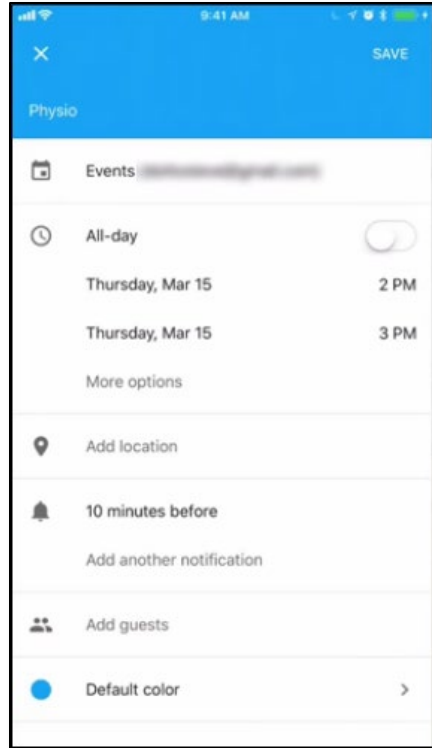 9:41 AM
SAVE
Physio
Events
All-day
Thursday, Mar 15 2 PM
Thursday, Mar 15 3 PM
More options
Add location
10 minutes before
Add another notification
Add guests
Default color